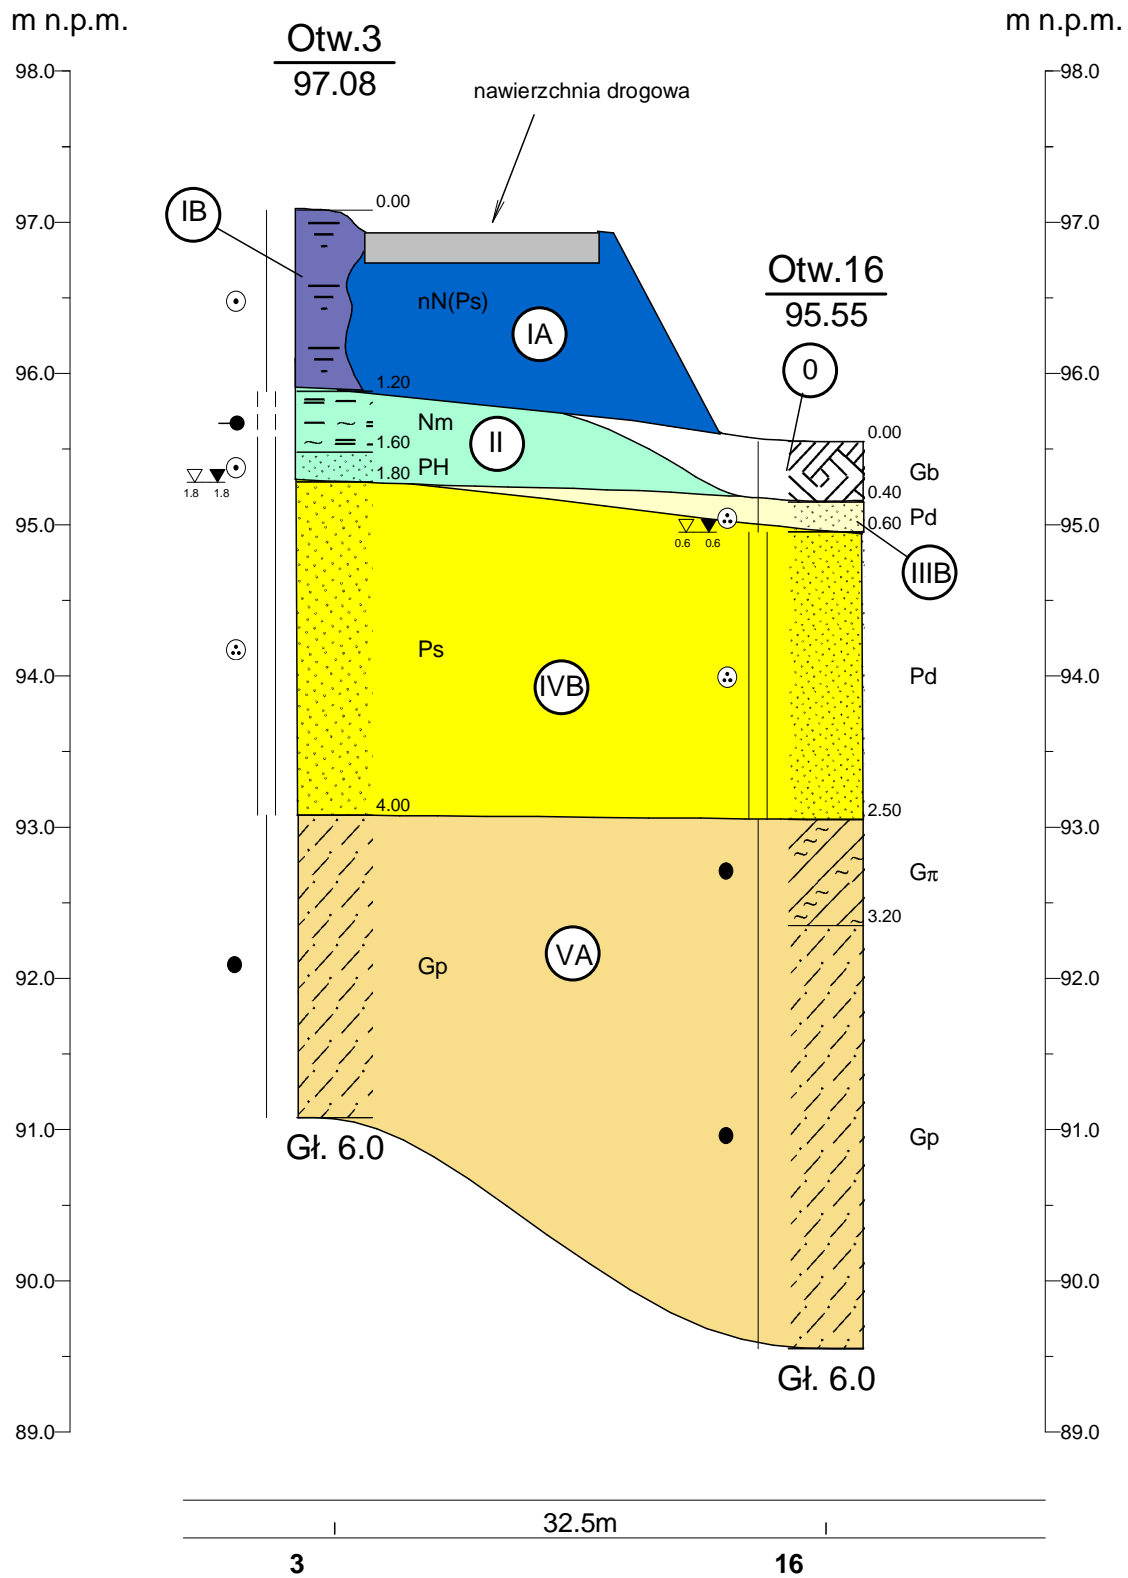 m n.p.m.
m n.p.m.
Otw.3
97.08
98.0
98.0
nawierzchnia drogowa
0.00
IB
97.0
97.0
Otw.16
95.55
nN(Ps)
IA
0
96.0
96.0
1.20
Nm
II
0.00
1.60
PH
1.80
Gb
0.40
1.8 1.8
Pd
95.0
95.0
0.60
0.6 0.6
IIIB
Ps
IVB
94.0
94.0
Pd
4.00
2.50
93.0
93.0
Gπ
3.20
Gp
VA
92.0
92.0
91.0
91.0
Gp
Gł. 6.0
90.0
90.0
Gł. 6.0
89.0
89.0
32.5m
3
16